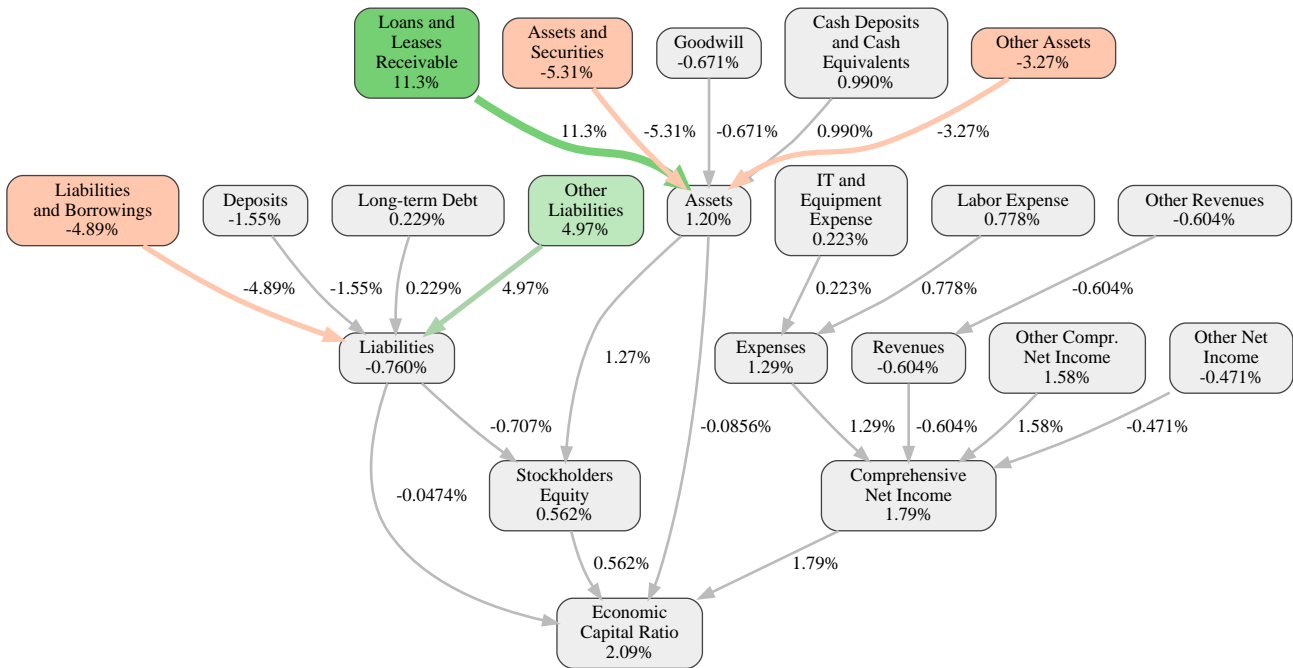 Loans and
Leases
Receivable
11.3%
Assets and
Securities
-5.31%
Goodwill
-0.671%
Cash Deposits
and Cash
Equivalents
0.990%
Other Assets
-3.27%
11.3%
-5.31%
-0.671%
0.990%
-3.27%
Liabilities
and Borrowings
-4.89%
Deposits
-1.55%
Long-term Debt
0.229%
Other
Liabilities
4.97%
Assets
1.20%
IT and
Equipment
Expense
0.223%
Labor Expense
0.778%
Other Revenues
-0.604%
-4.89%
-1.55%
0.229%
4.97%
0.223%
0.778%
-0.604%
Liabilities
-0.760%
1.27%
Expenses
1.29%
Revenues
-0.604%
Other Compr.
Net Income
1.58%
Other Net
Income
-0.471%
-0.707%
-0.0856%
1.29%
-0.604%
1.58%
-0.471%
-0.0474%
Stockholders
Equity
0.562%
Comprehensive
Net Income
1.79%
0.562%
1.79%
Economic
Capital Ratio
2.09%